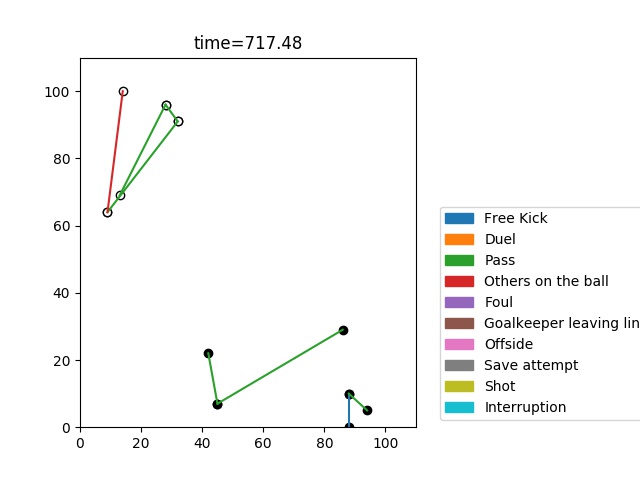 time=717.48
100
80
60
40
20
0
0 20 40 60 80 100
Free Kick
Duel
Pass
Others on the ball
Foul
Goalkeeper leaving lin
Offside
Save attempt
Shot
Interruption